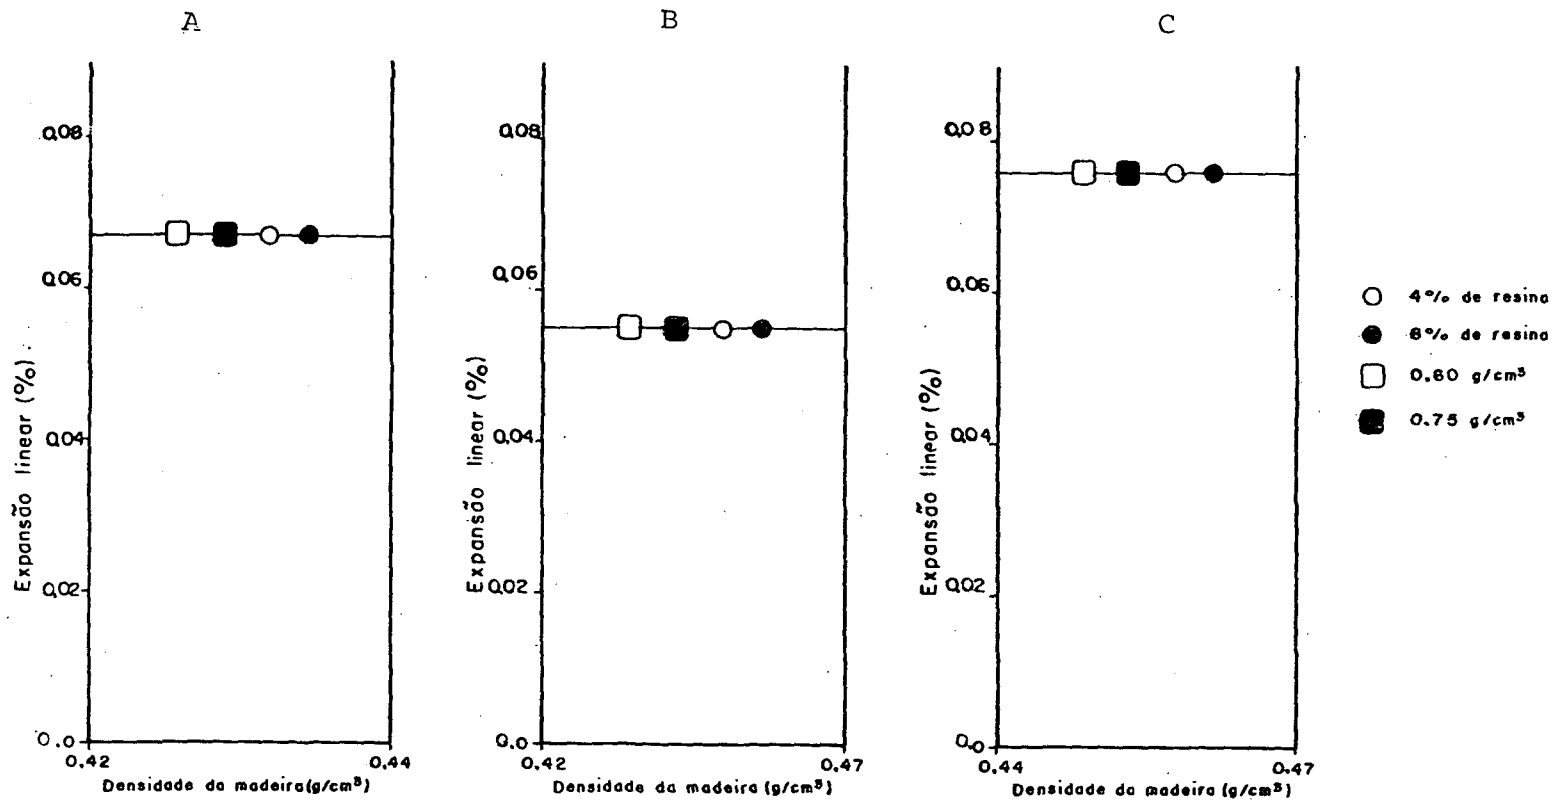 A
B
C
0,08
0,06
0,04
0,02
0.0
0.42
0.44
Expansão linear (%)
Densidade da madeira (g/cm³)
0,08
0,06
0,04
0,02
0.0
0.42
0.47
Expansão linear (%)
Densidade da madeira (g/cm³)
0,08
0,06
0,04
0,02
0.0
0.44
0.47
Expansão linear (%)
Densidade da madeira (g/cm³)
4% de resina
8% de resina
0.60 g/cm³
0.75 g/cm³